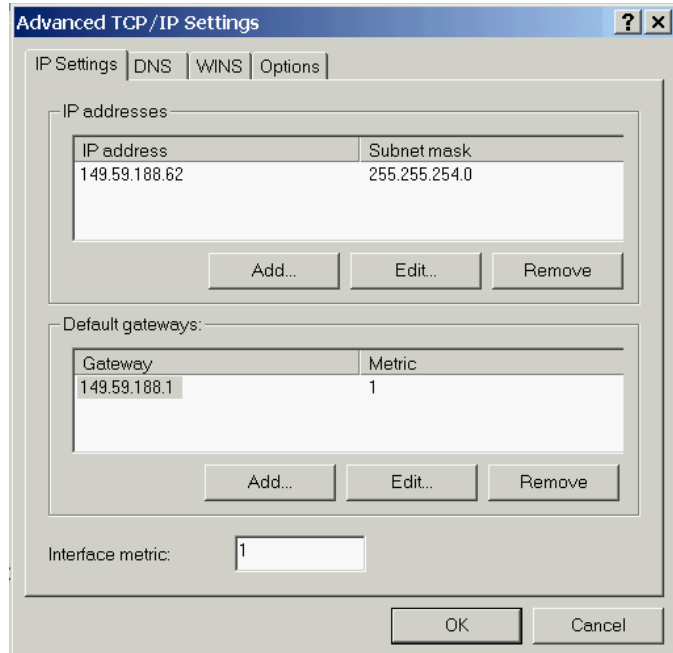 Advanced TCP/IP Settings ? ×
IP Settings DNS WINS Options
IP addresses
IP address Subnet mask
149.59.188.62 255.255.254.0
Add... Edit... Remove
Default gateways:
Gateway Metric
149.59.188.1 1
Add... Edit... Remove
Interface metric: 1
OK Cancel